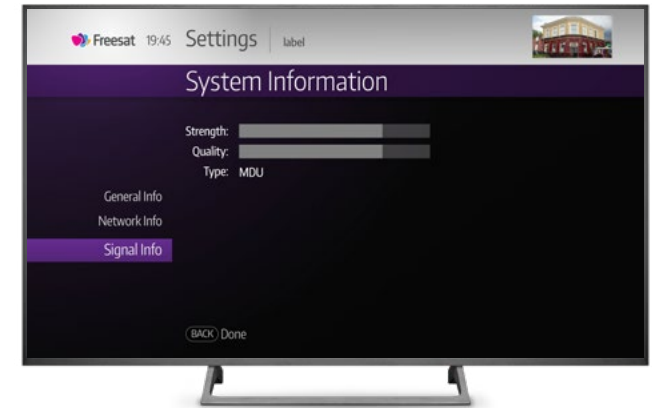 Freesat 19:45 Settings label
System Information
Strength:
Quality:
Type: MDU
General Info
Network Info
Signal Info
BACK Done